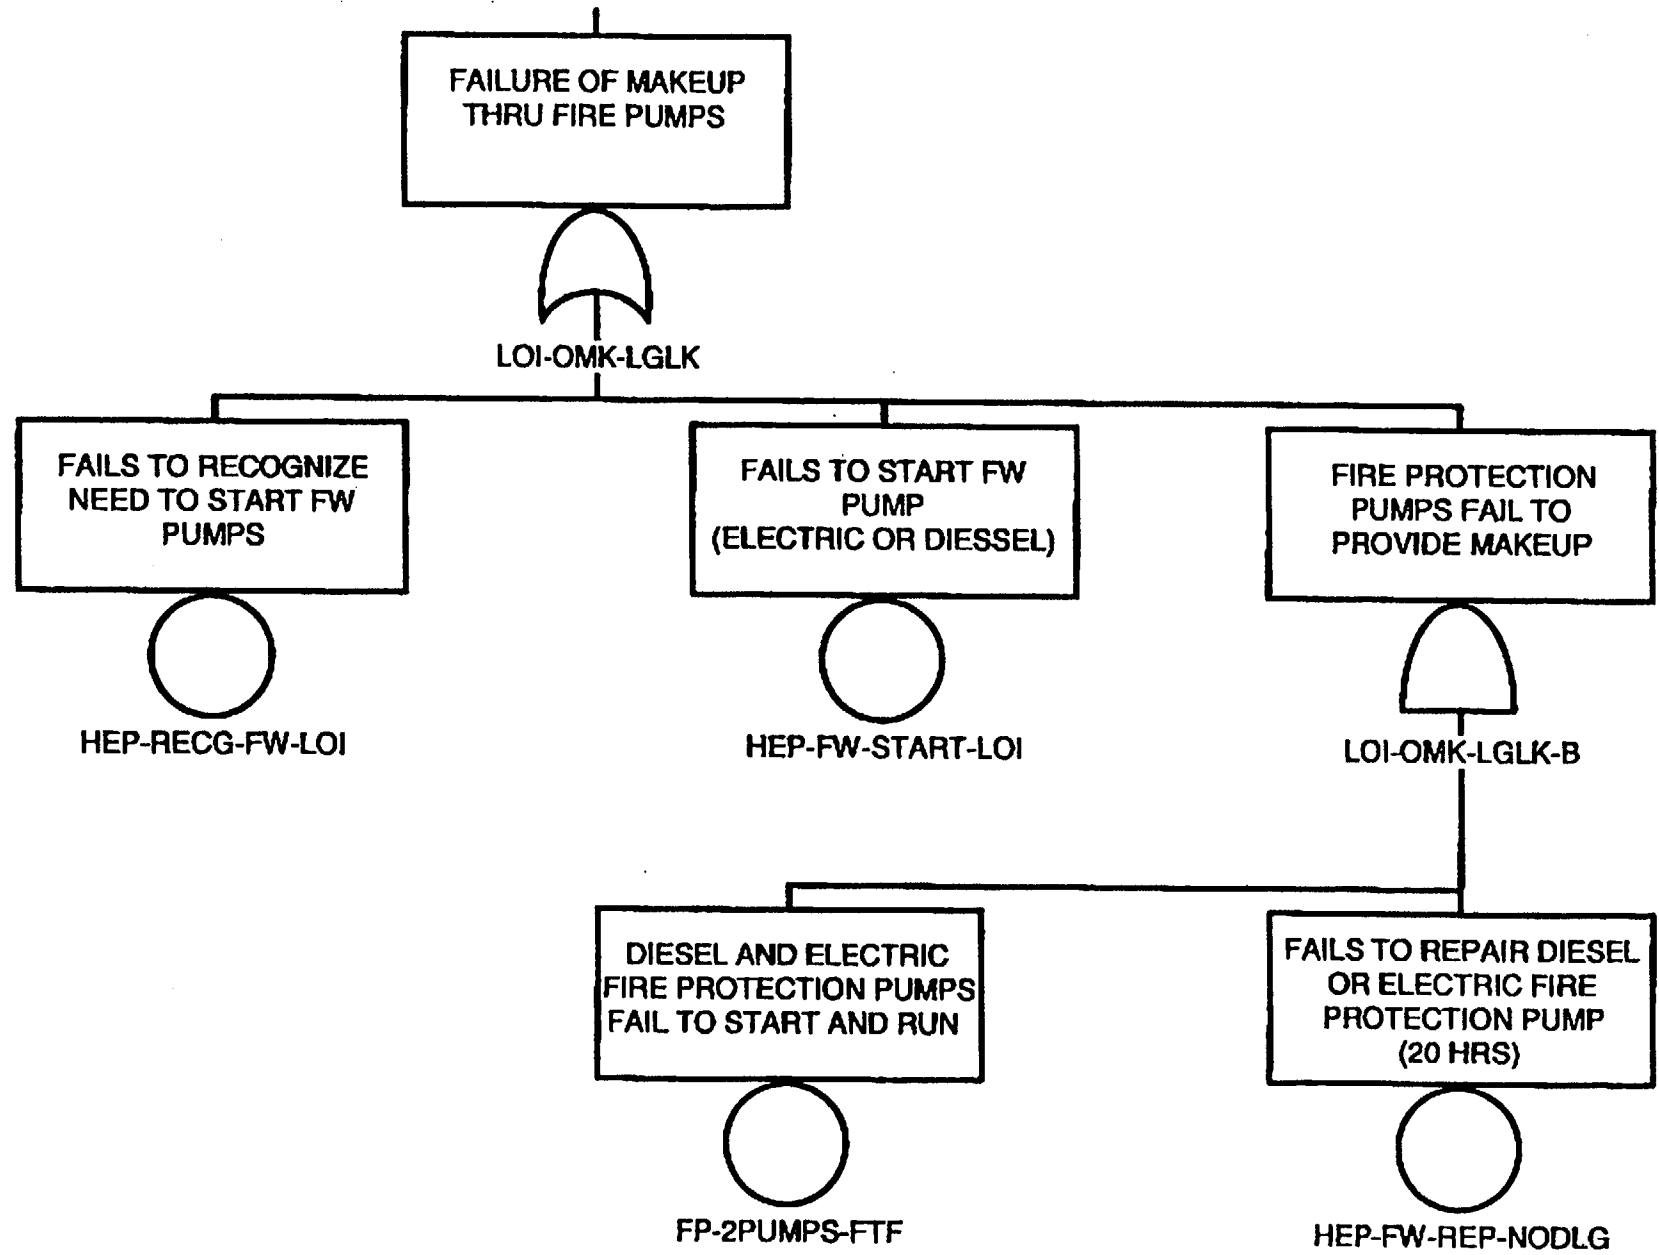 FAILURE OF MAKEUP
THRU FIRE PUMPS
LOI-OMK-LGLK
FAILS TO RECOGNIZE
NEED TO START FW
PUMPS
HEP-RECG-FW-LOI
FAILS TO START FW
PUMP
(ELECTRIC OR DIESSEL)
HEP-FW-START-LOI
FIRE PROTECTION
PUMPS FAIL TO
PROVIDE MAKEUP
LOI-OMK-LGLK-B
DIESEL AND ELECTRIC
FIRE PROTECTION PUMPS
FAIL TO START AND RUN
FP-2PUMPS-FTF
FAILS TO REPAIR DIESEL
OR ELECTRIC FIRE
PROTECTION PUMP
(20 HRS)
HEP-FW-REP-NODLG